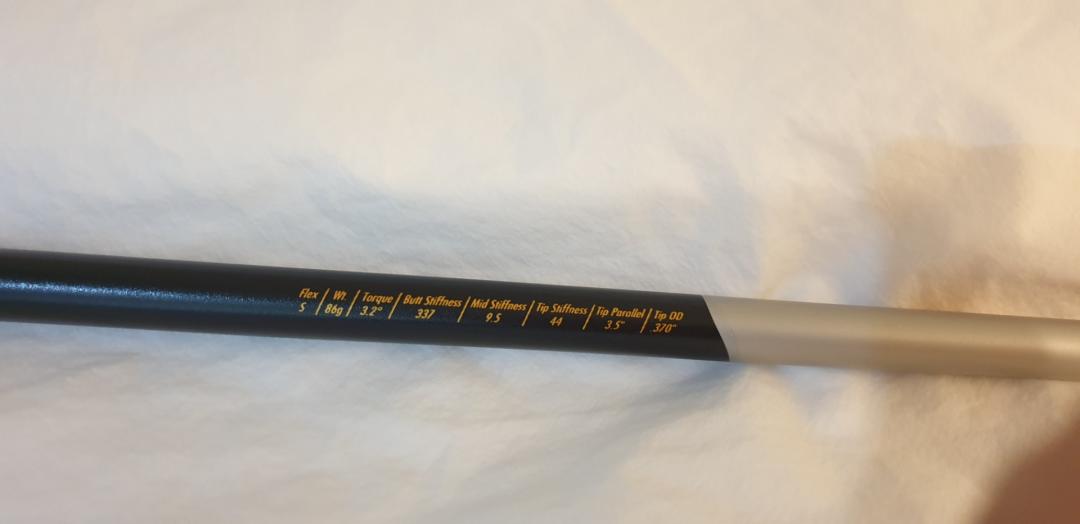 Flex / Wt. / Torque / Butt Stiffness / Mid Stiffness / Tip Stiffness / Tip Parallel / Tip OD
S / 86g / 3.2° / 337 / 9.5 / 44 / 3.5" / .370"